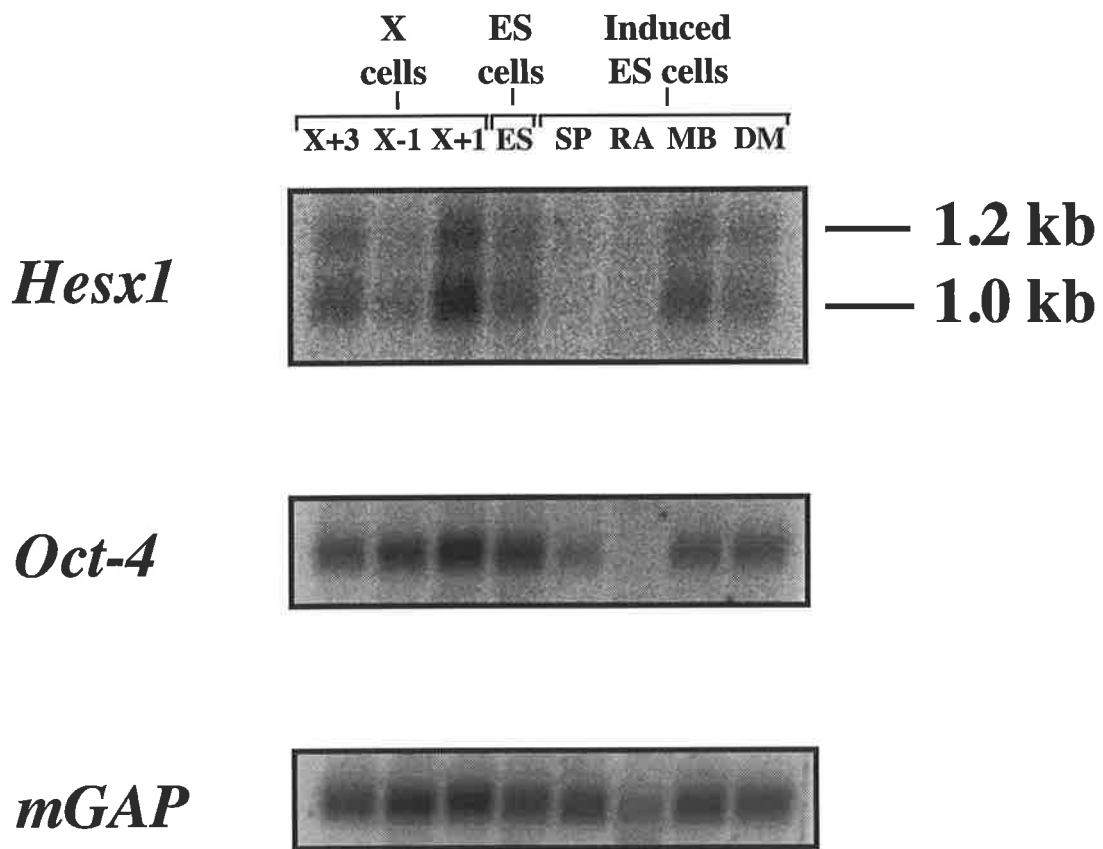 X ES Induced
cells cells ES cells
X+3 X-1 X+1 ES SP RA MB DM
Hesx1
1.2 kb
1.0 kb
Oct-4
mGAP